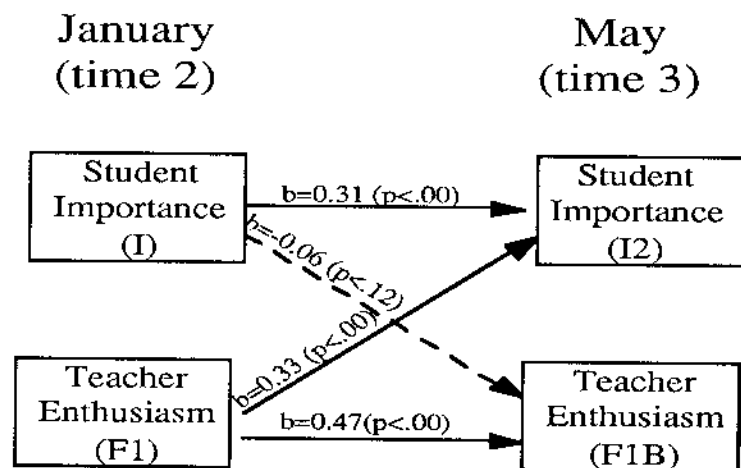 January
(time 2)
May
(time 3)
Student
Importance
(I)
b=0.31 (p<.00)
Student
Importance
(I2)
b=-0.06 (p<.12)
b=0.33 (p<.00)
Teacher
Enthusiasm
(F1)
b=0.47(p<.00)
Teacher
Enthusiasm
(F1B)